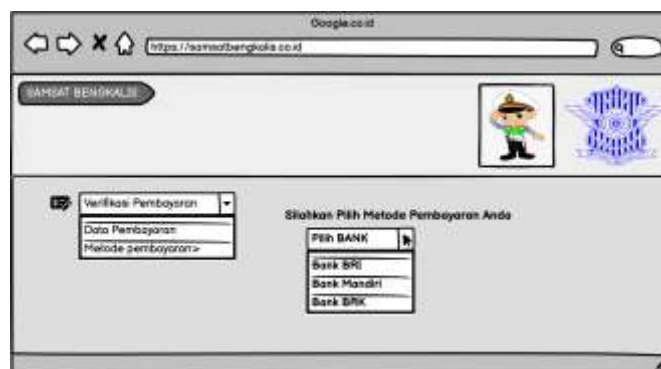 Google.co.id
https://samsatbengkalis.co.id
SAMSAT BENGKALIS
Verifikasi Pembayaran
Data Pembayaran
Metode pembayaran>
Silahkan Pilih Metode Pembayaran Anda
Pilih BANK
Bank BRI
Bank Mandiri
Bank BRK